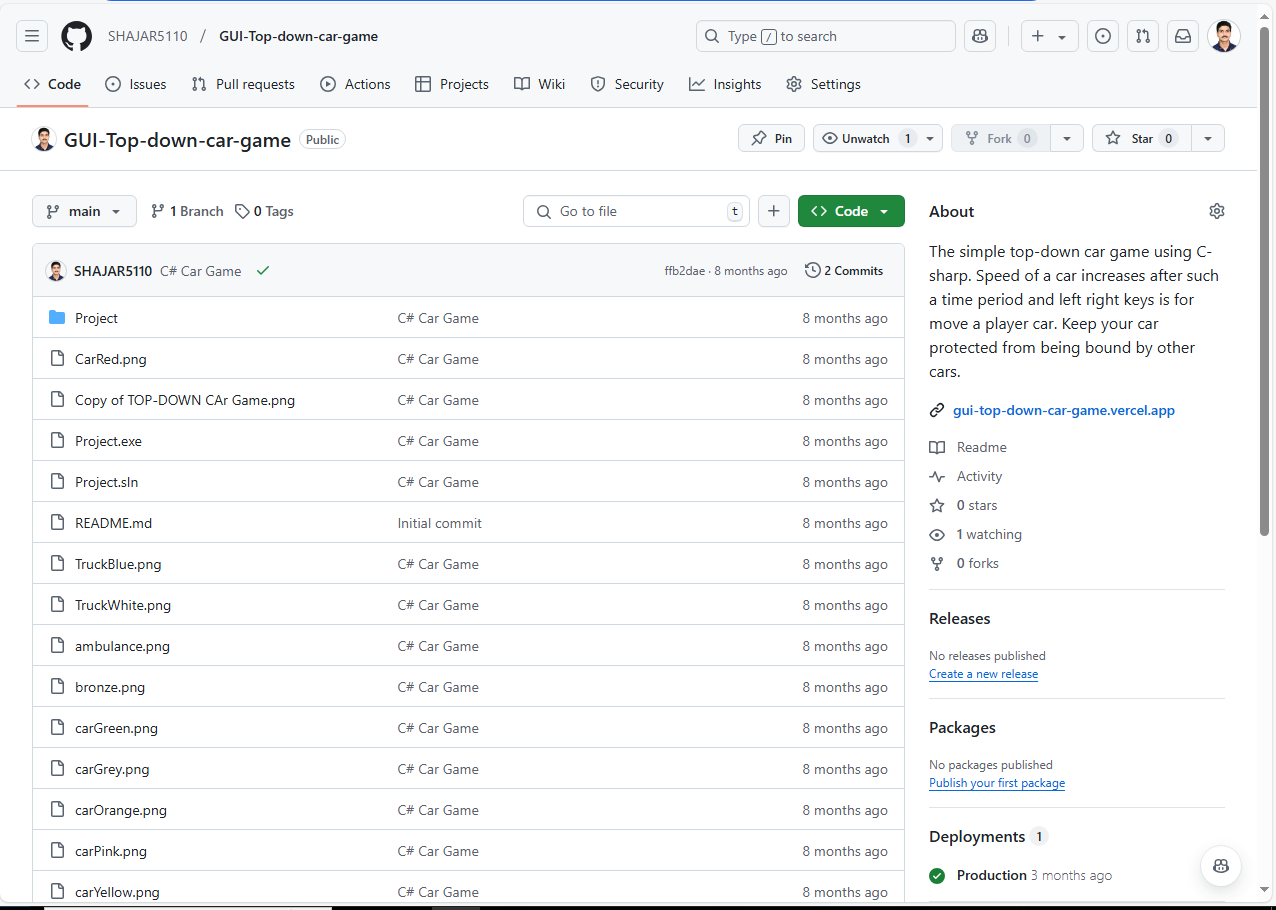 SHAJAR5110 / GUI-Top-down-car-game
Type / to search
Code Issues Pull requests Actions Projects Wiki Security Insights Settings
GUI-Top-down-car-game Public
Pin Unwatch 1 Fork 0 Star 0
main 1 Branch 0 Tags
Go to file t
+ Code
SHAJAR5110 C# Car Game
ffb2dae · 8 months ago 2 Commits
Project C# Car Game 8 months ago
CarRed.png C# Car Game 8 months ago
Copy of TOP-DOWN CAr Game.png C# Car Game 8 months ago
Project.exe C# Car Game 8 months ago
Project.sln C# Car Game 8 months ago
README.md Initial commit 8 months ago
TruckBlue.png C# Car Game 8 months ago
TruckWhite.png C# Car Game 8 months ago
ambulance.png C# Car Game 8 months ago
bronze.png C# Car Game 8 months ago
carGreen.png C# Car Game 8 months ago
carGrey.png C# Car Game 8 months ago
carOrange.png C# Car Game 8 months ago
carPink.png C# Car Game 8 months ago
carYellow.png C# Car Game 8 months ago
About
The simple top-down car game using C-
sharp. Speed of a car increases after such
a time period and left right keys is for
move a player car. Keep your car
protected from being bound by other
cars.
gui-top-down-car-game.vercel.app
Readme
Activity
0 stars
1 watching
0 forks
Releases
No releases published
Create a new release
Packages
No packages published
Publish your first package
Deployments 1
Production 3 months ago